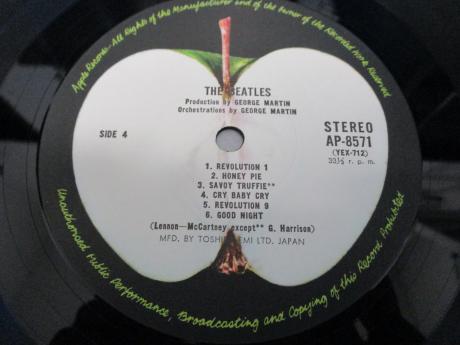 Apple Records-All Rights of the Manufacturer and of the Owner of the Recorded Work Reserved
THE BEATLES
Production by GEORGE MARTIN
Orchestrations by GEORGE MARTIN
SIDE 4
STEREO
AP-8571
(YEX-712)
33⅓ r. p. m.
1. REVOLUTION 1
2. HONEY PIE
3. SAVOY TRUFFIE**
4. CRY BABY CRY
5. REVOLUTION 9
6. GOOD NIGHT
(Lennon-McCartney except** G. Harrison)
MFD. BY TOSHIBA EMI LTD. JAPAN
Unauthorized Public Performance, Broadcasting and Copying of this Record Prohibited